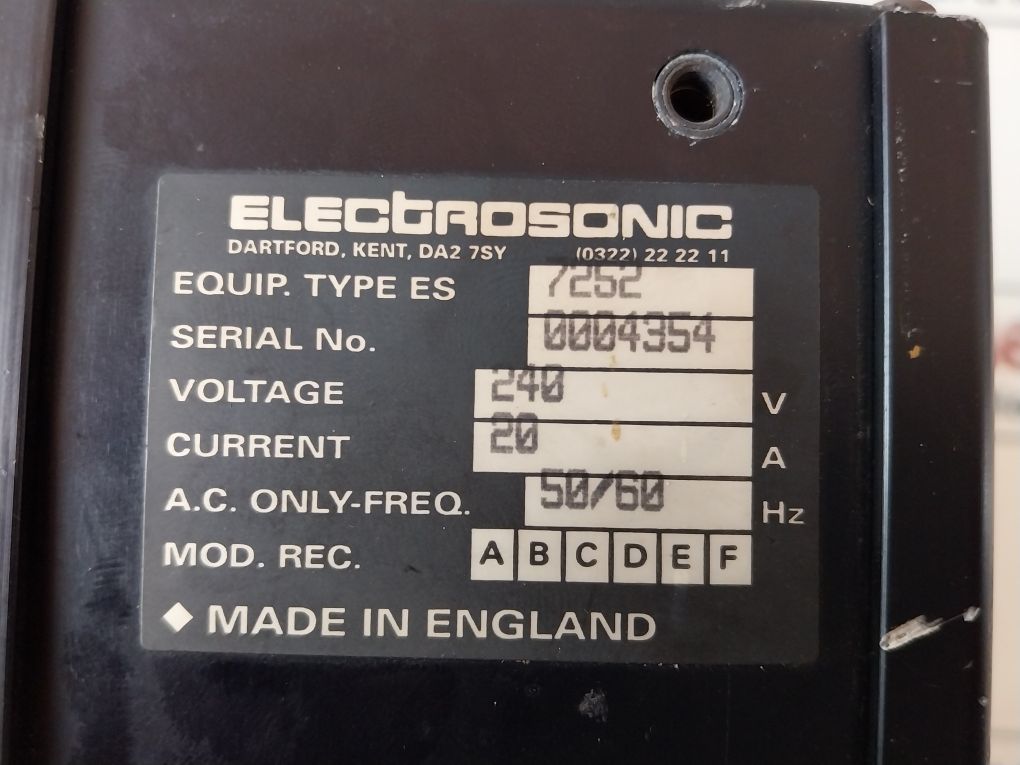 ELECTROSONIC
DARTFORD, KENT, DA2 7SY (0322) 22 22 11
EQUIP. TYPE ES 7252
SERIAL No. 0004354
VOLTAGE 240 V
CURRENT 20 A
A.C. ONLY-FREQ. 50/60 Hz
MOD. REC. A B C D E F
◆ MADE IN ENGLAND